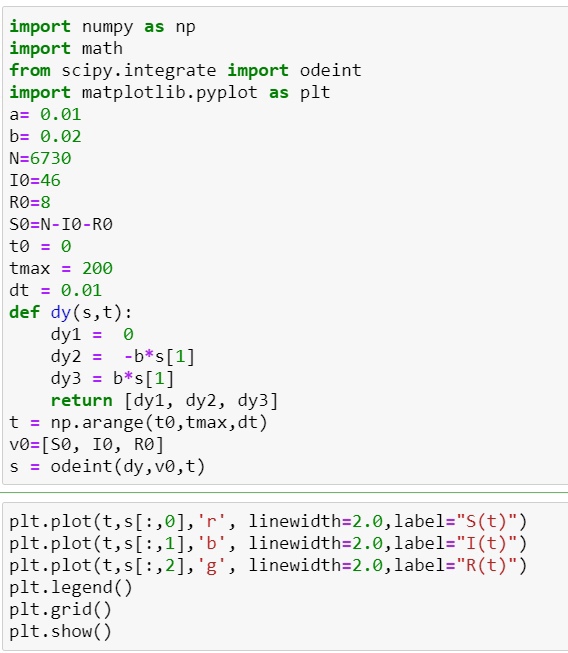 import numpy as np
import math
from scipy.integrate import odeint
import matplotlib.pyplot as plt
a= 0.01
b= 0.02
N=6730
I0=46
R0=8
S0=N-I0-R0
t0 = 0
tmax = 200
dt = 0.01
def dy(s,t):
    dy1 =  0
    dy2 =  -b*s[1]
    dy3 = b*s[1]
    return [dy1, dy2, dy3]
t = np.arange(t0,tmax,dt)
v0=[S0, I0, R0]
s = odeint(dy,v0,t)
plt.plot(t,s[:,0],'r', linewidth=2.0,label="S(t)")
plt.plot(t,s[:,1],'b', linewidth=2.0,label="I(t)")
plt.plot(t,s[:,2],'g', linewidth=2.0,label="R(t)")
plt.legend()
plt.grid()
plt.show()